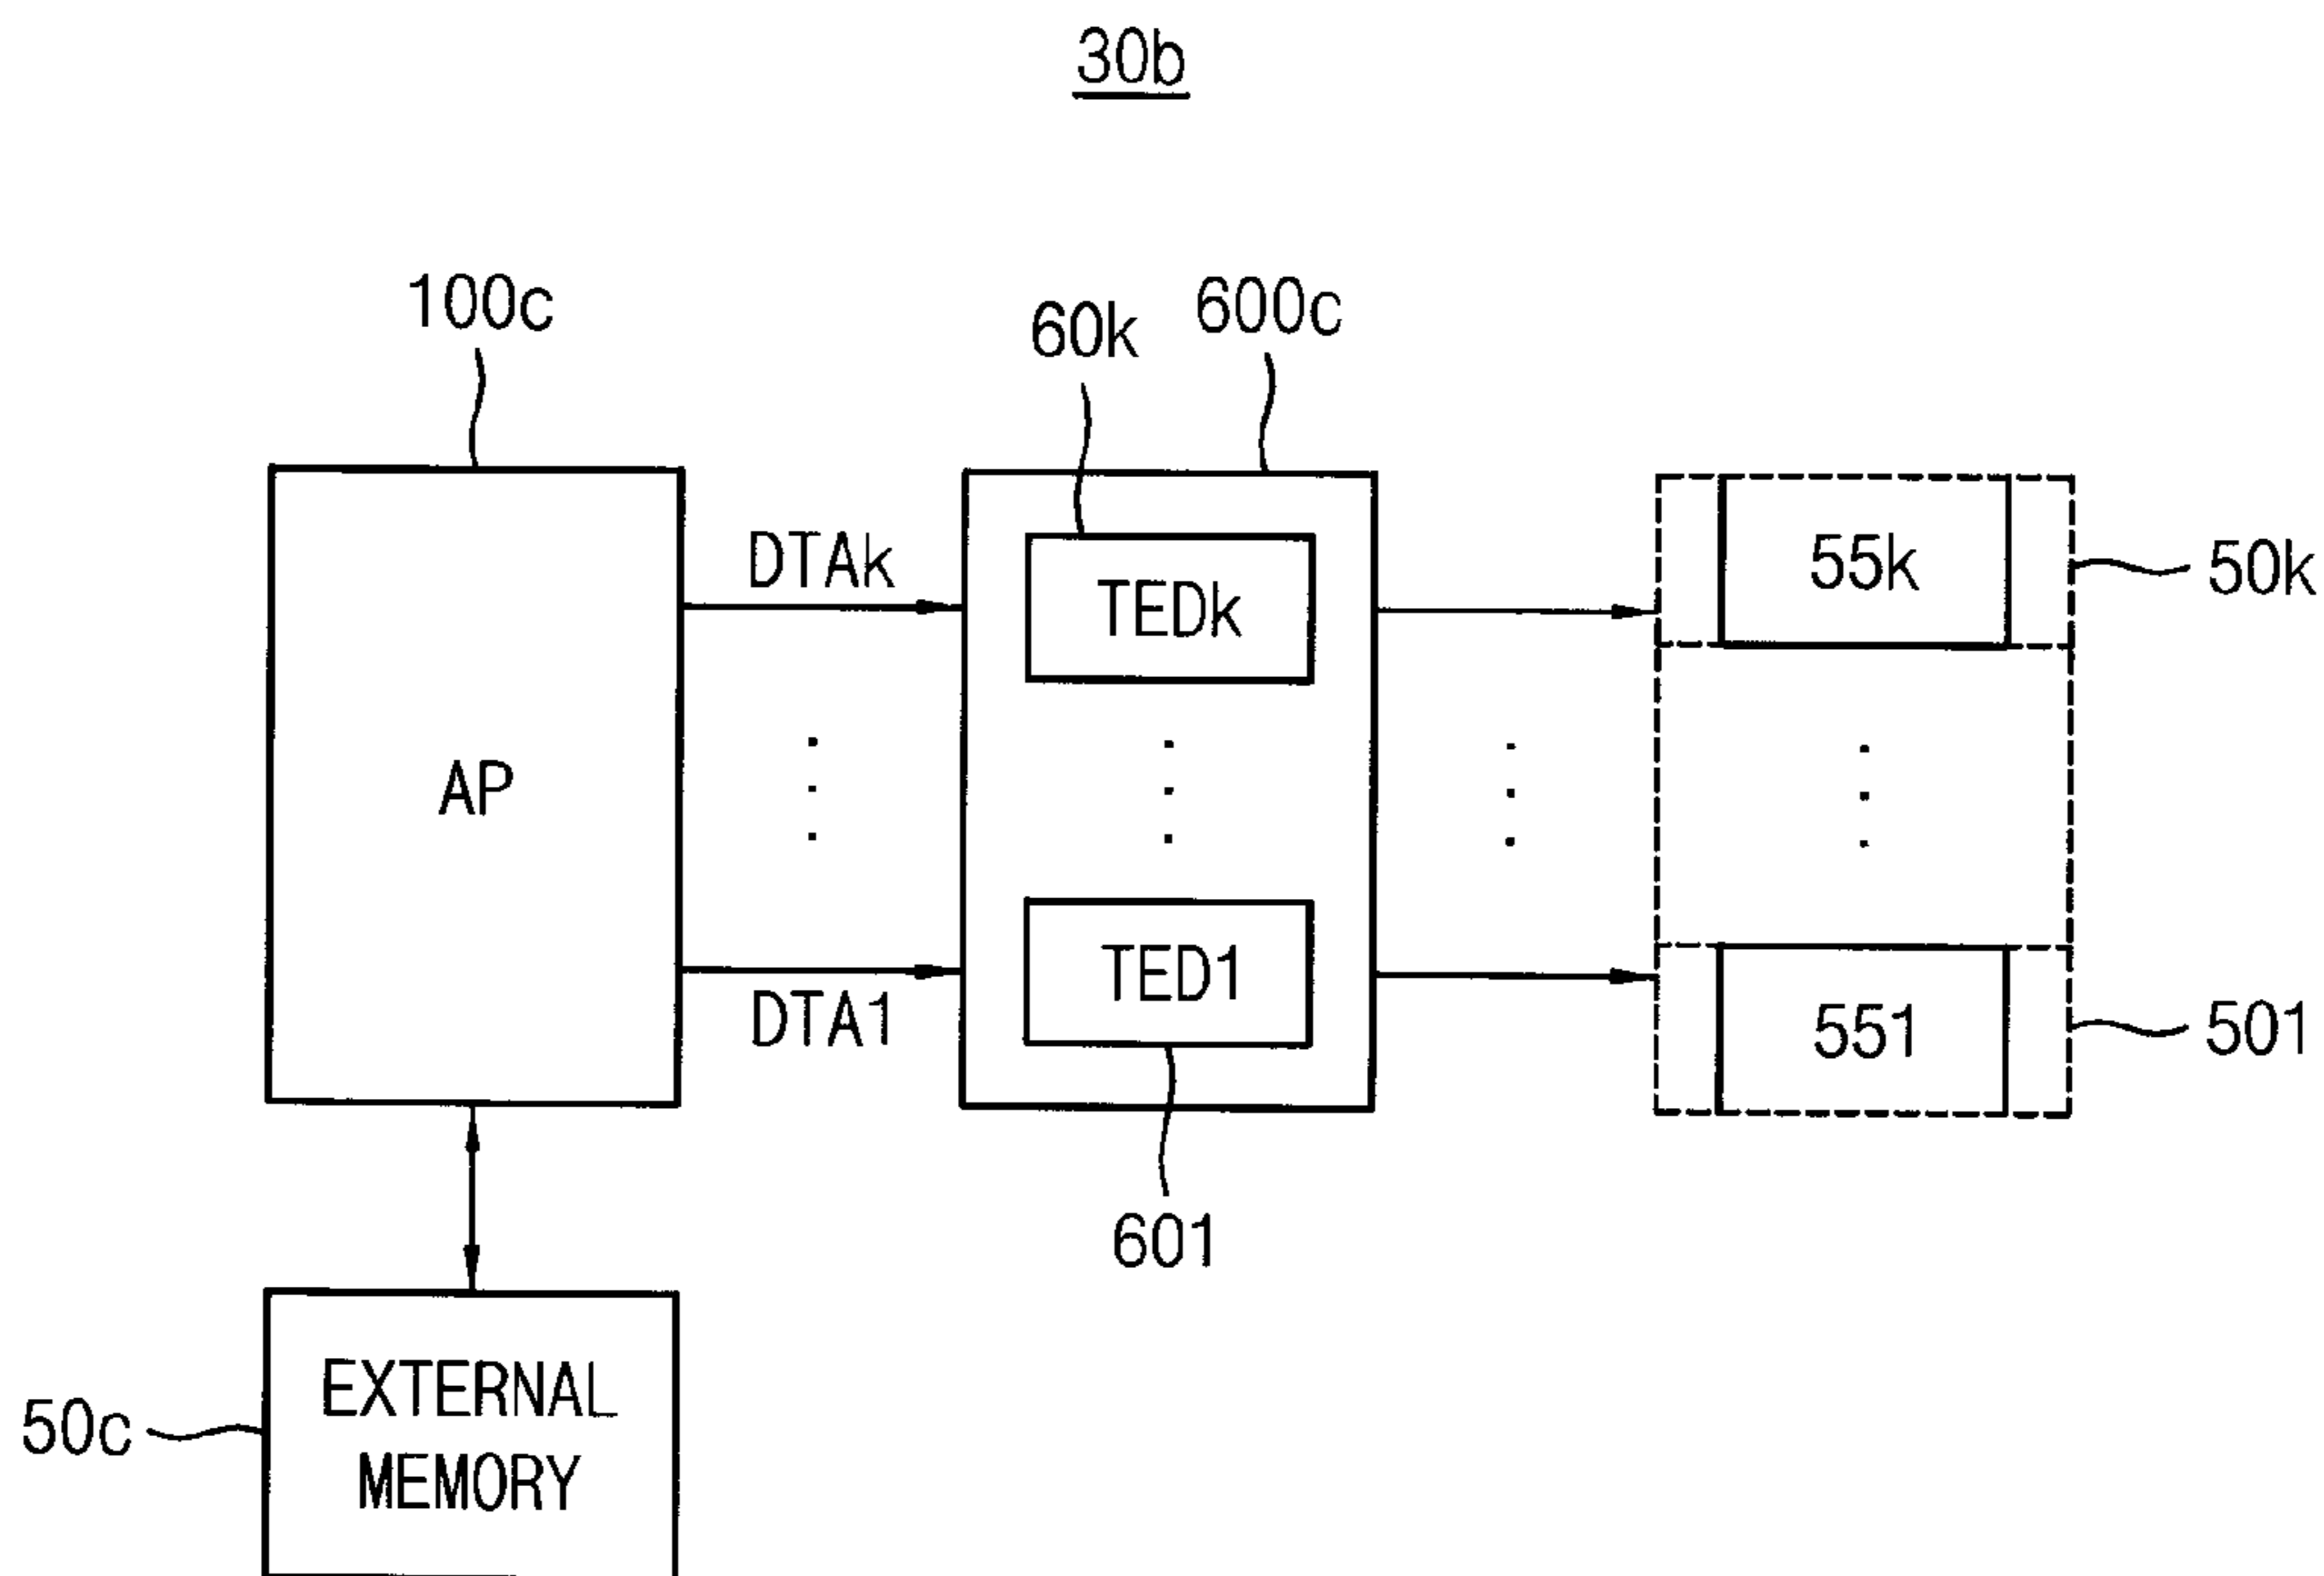 30b
100c
60k
600c
DTAk
TEDk
55k
50k
AP
DTA1
TED1
551
501
601
50c
EXTERNAL
MEMORY